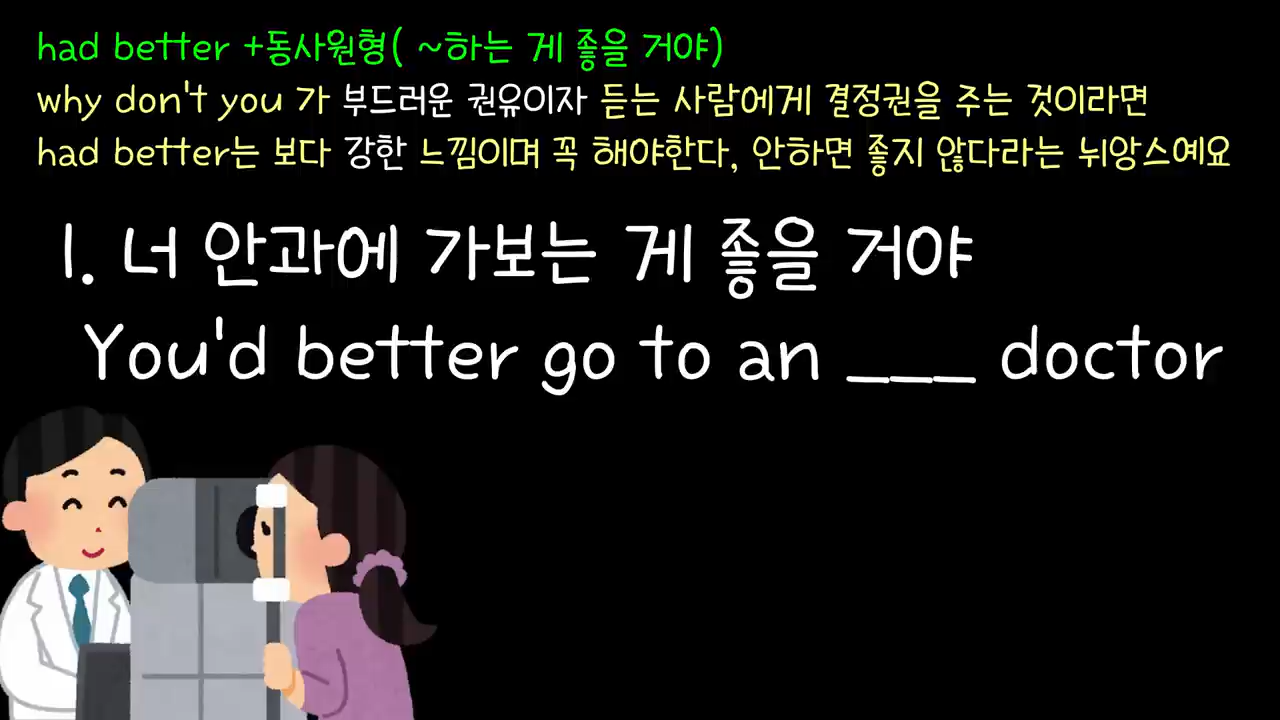 had better +동사원형( ~하는 게 좋을 거야)
why don't you 가 부드러운 권유이자 듣는 사람에게 결정권을 주는 것이라면
had better는 보다 강한 느낌이며 꼭 해야한다, 안하면 좋지 않다라는 뉘앙스예요
1. 너 안과에 가보는 게 좋을 거야
You'd better go to an ___ doctor